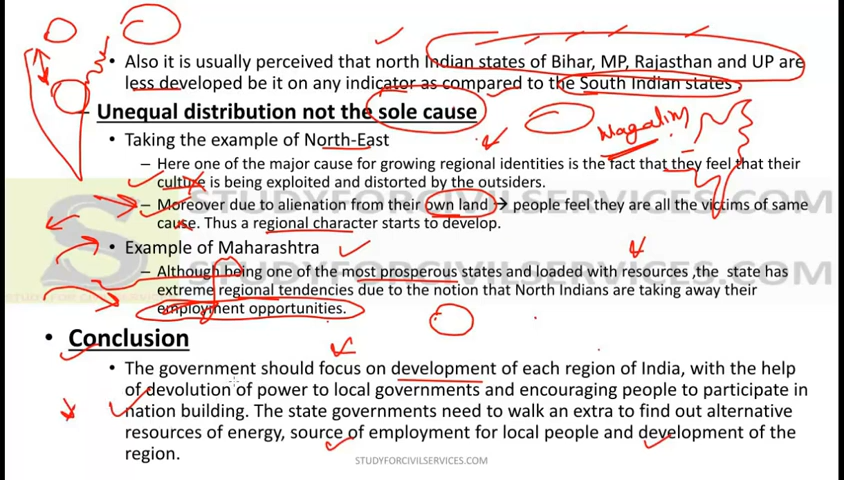 • Also it is usually perceived that north Indian states of Bihar, MP, Rajasthan and UP are
less developed be it on any indicator as compared to the South Indian states.
– Unequal distribution not the sole cause
• Taking the example of North-East
Nagalim
– Here one of the major cause for growing regional identities is the fact that they feel that their
culture is being exploited and distorted by the outsiders.
STUDYFORCIVILSERVICES.COM
– Moreover due to alienation from their own land → people feel they are all the victims of same
cause. Thus a regional character starts to develop.
• Example of Maharashtra
– Although being one of the most prosperous states and loaded with resources ,the state has
STUDYFORCIVILSERVICES.COM
extreme regional tendencies due to the notion that North Indians are taking away their
employment opportunities.
• Conclusion
• The government should focus on development of each region of India, with the help
of devolution of power to local governments and encouraging people to participate in
nation building. The state governments need to walk an extra to find out alternative
resources of energy, source of employment for local people and development of the
region.
STUDYFORCIVILSERVICES.COM